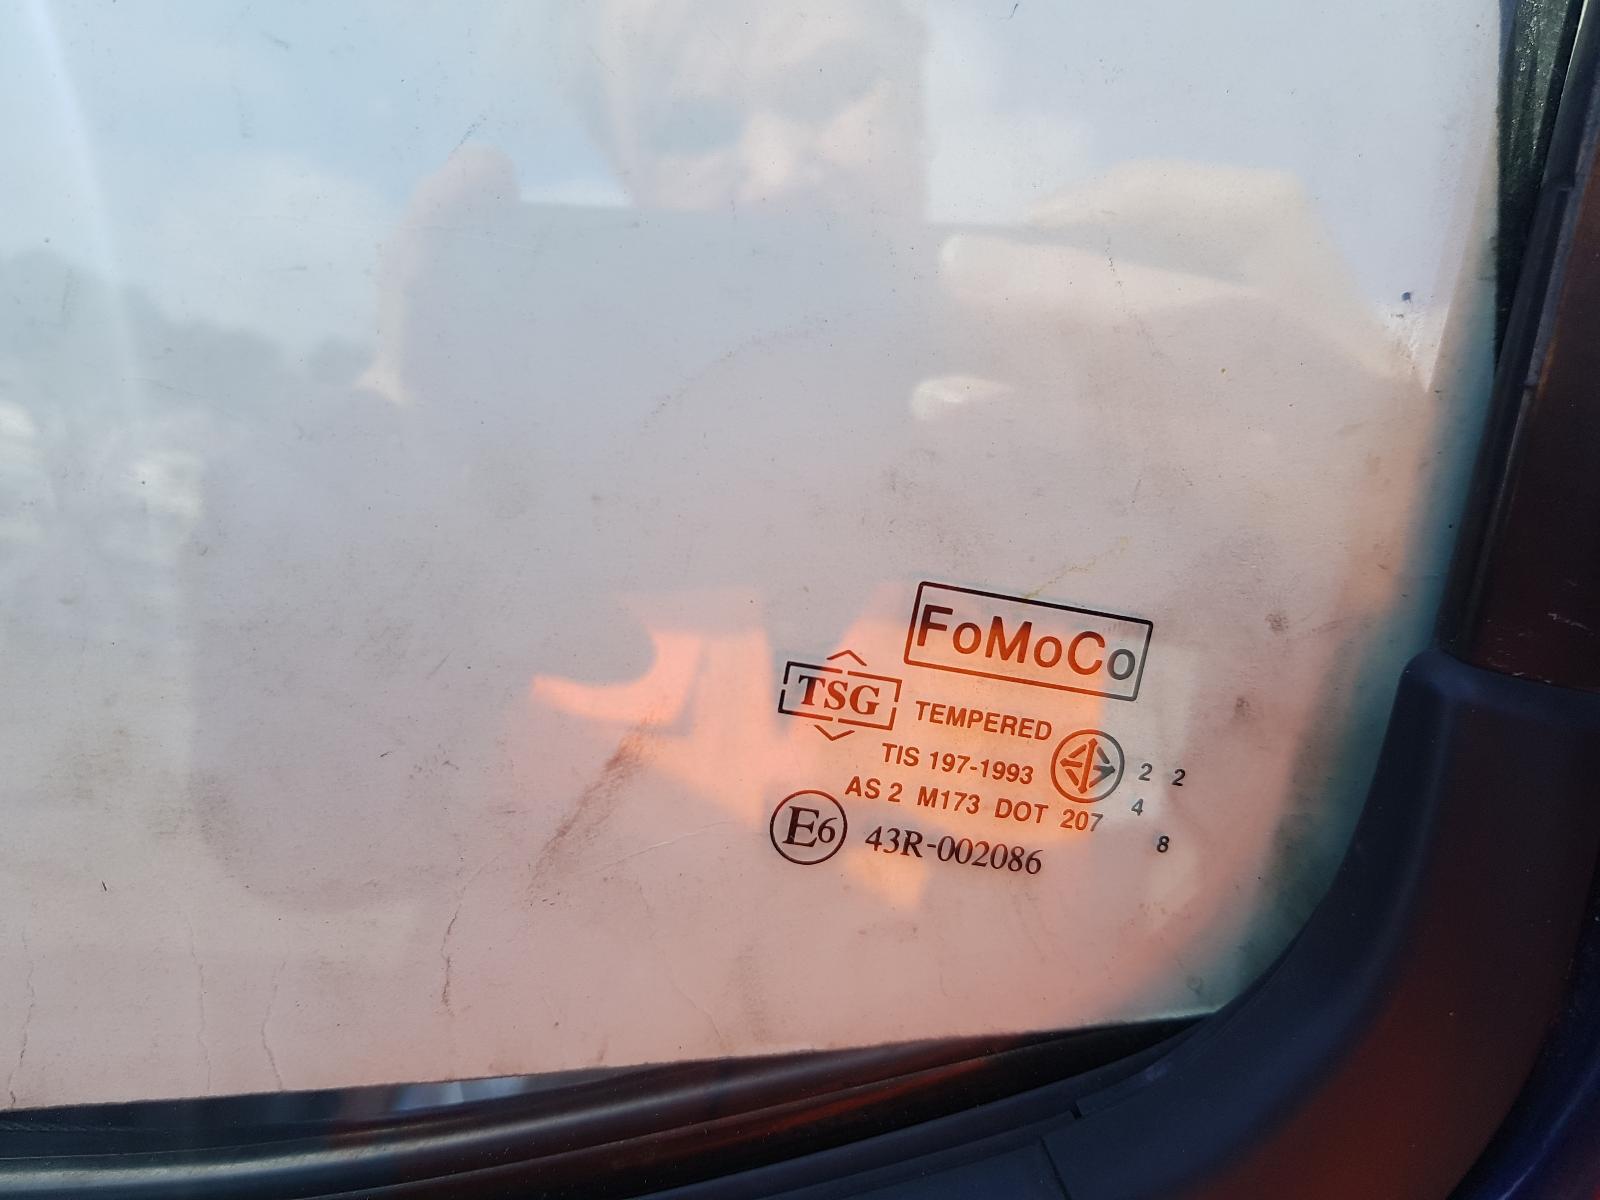 FoMoCo
TSG TEMPERED
TIS 197-1993 2 2
AS 2 M173 DOT 207 4
E6 43R-002086 8